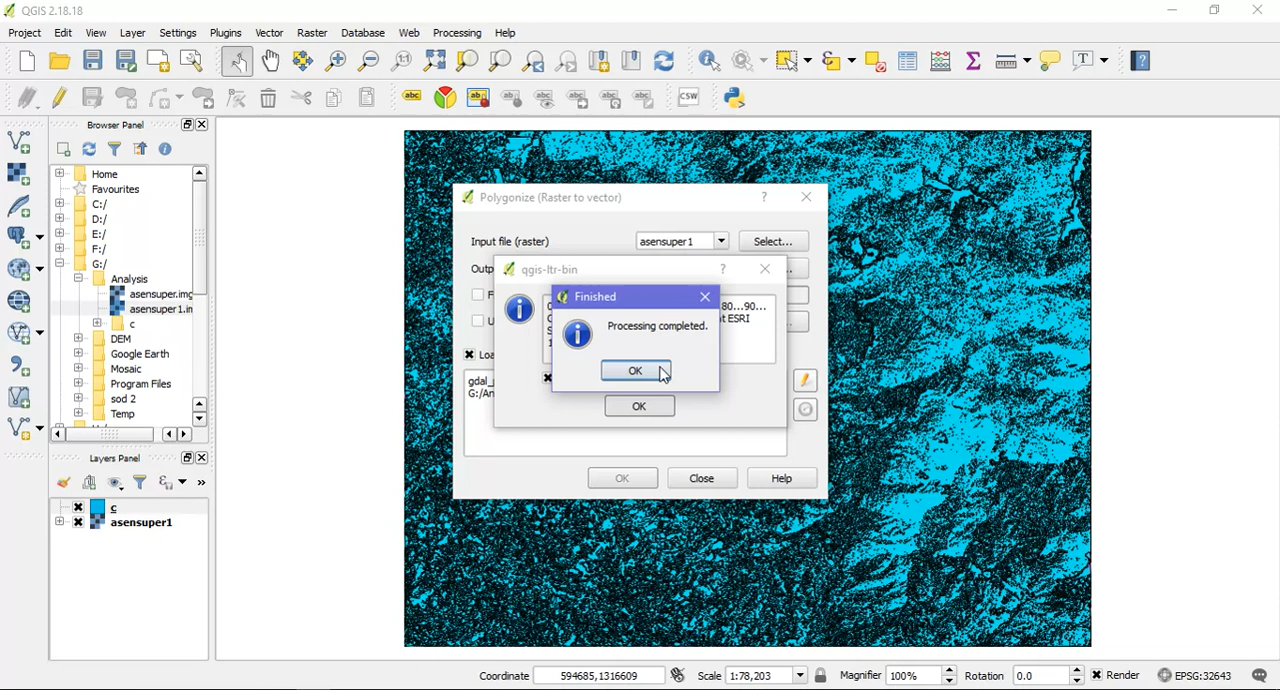 QGIS 2.18.18
Project Edit View Layer Settings Plugins Vector Raster Database Web Processing Help
abc
CSW
Browser Panel
Home
Favourites
C:/
D:/
E:/
F:/
G:/
Analysis
asensuper.img
asensuper1.in
c
DEM
Google Earth
Mosaic
Program Files
sod 2
Temp
Layers Panel
c
asensuper1
Polygonize (Raster to vector)
Input file (raster) asensuper1 Select...
Outp
Loa
gdal_
G:/An
OK Close Help
qgis-ltr-bin
80...90...
t ESRI
OK
Finished
Processing completed.
OK
Coordinate 594685,1316609 Scale 1:78,203 Magnifier 100% Rotation 0.0 Render EPSG:32643